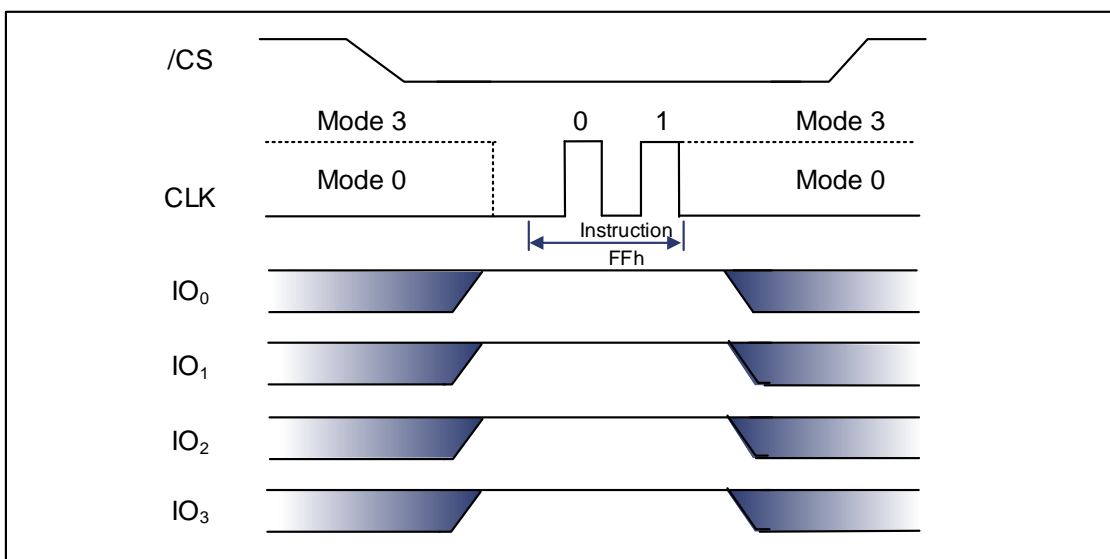 /CS
Mode 3 0 1 Mode 3
Mode 0 Mode 0
CLK
Instruction
FFh
IO₀
IO₁
IO₂
IO₃